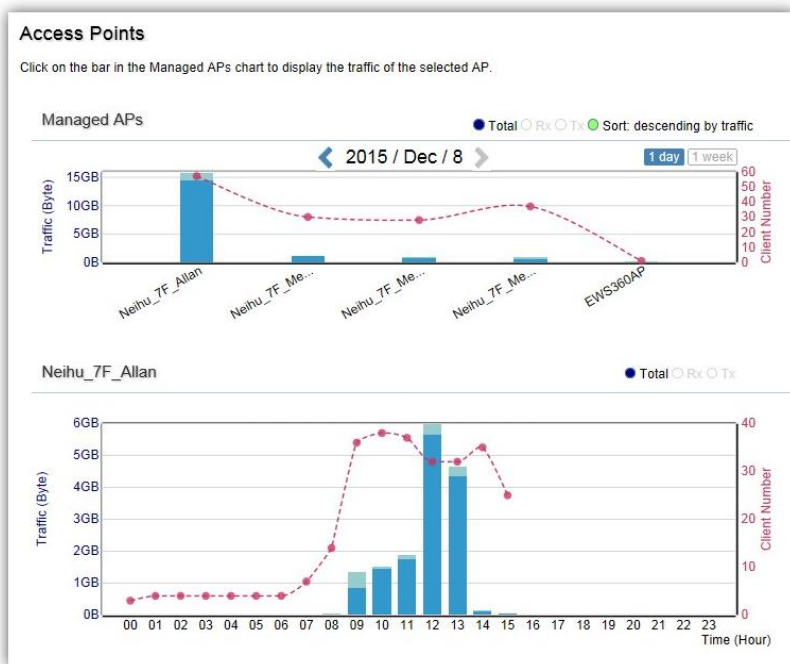 Access Points
Click on the bar in the Managed APs chart to display the traffic of the selected AP.
Managed APs
Total Rx Tx Sort: descending by traffic
2015 / Dec / 8
1 day 1 week
Traffic (Byte)
15GB
10GB
5GB
0B
60
50
40
30
20
10
0
Client Number
Neihu_7F_Allan
Neihu_7F_Me...
Neihu_7F_Me...
Neihu_7F_Me...
EWS360AP
Neihu_7F_Allan
Total Rx Tx
Traffic (Byte)
6GB
5GB
4GB
3GB
2GB
1GB
0B
40
30
20
10
0
Client Number
00 01 02 03 04 05 06 07 08 09 10 11 12 13 14 15 16 17 18 19 20 21 22 23
Time (Hour)